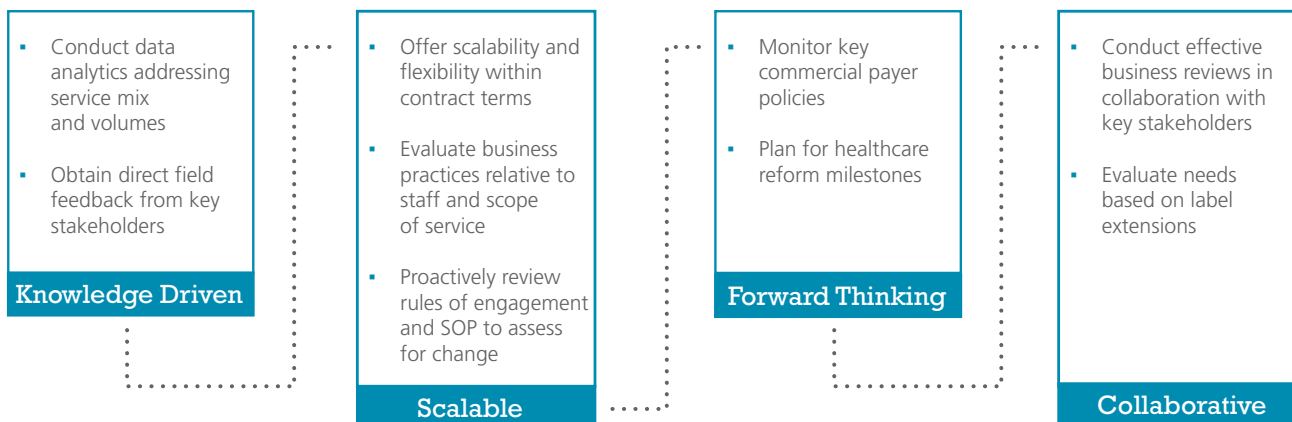 ▪ Conduct data
analytics addressing
service mix
and volumes
▪ Obtain direct field
feedback from key
stakeholders
Knowledge Driven
▪ Offer scalability and
flexibility within
contract terms
▪ Evaluate business
practices relative to
staff and scope
of service
▪ Proactively review
rules of engagement
and SOP to assess
for change
Scalable
▪ Monitor key
commercial payer
policies
▪ Plan for healthcare
reform milestones
Forward Thinking
▪ Conduct effective
business reviews in
collaboration with
key stakeholders
▪ Evaluate needs
based on label
extensions
Collaborative